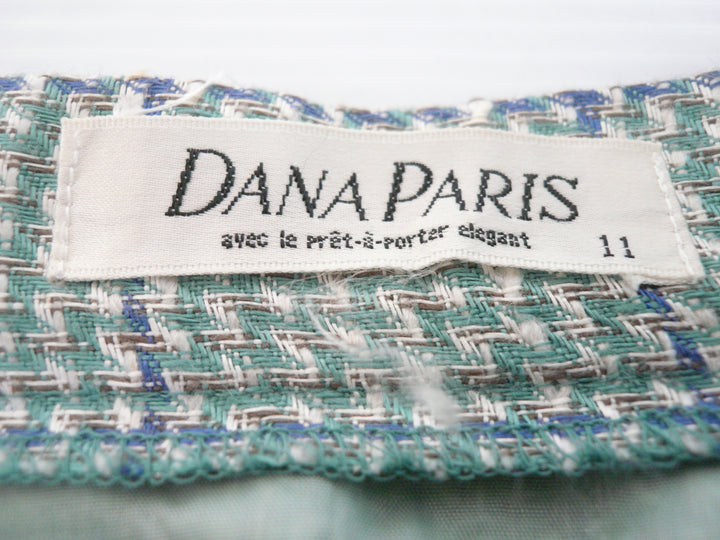 DANA PARIS
avec le prêt-à-porter elegant 11